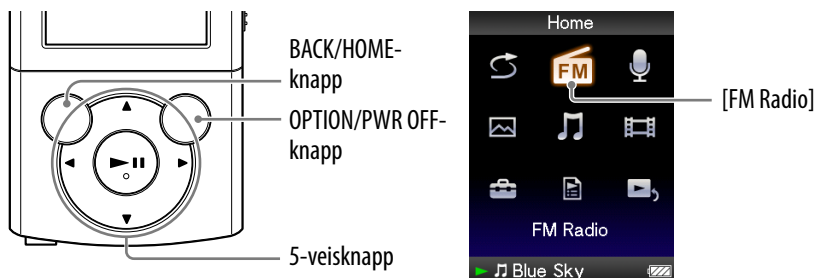 BACK/HOME-
knapp
OPTION/PWR OFF-
knapp
5-veisknapp
Home
FM
[FM Radio]
FM Radio
Blue Sky